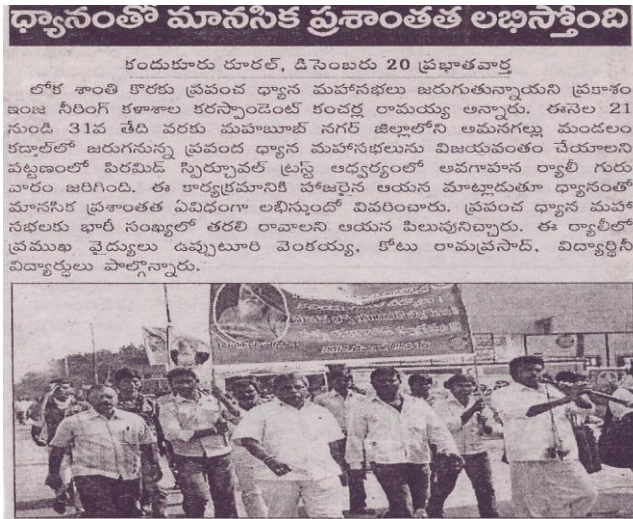 ధ్యానంతో మానసిక ప్రశాంతత లభిస్తోంది
కందుకూరు రూరల్, డిసెంబరు 20 ప్రభాతవార్త
లోక శాంతి కొరకు ప్రపంచ ధ్యాన మహాసభలు జరుగుతున్నాయని ప్రకాశం
ఇంజ నీరింగ్ కళాశాల కరస్పాండెంట్ కంచర్ల రామయ్య అన్నారు. ఈనెల 21
నుండి 31వ తేది వరకు మహబూబ్ నగర్ జిల్లాలోని అమనగల్లు మండలం
కడ్తాల్‌లో జరుగనున్న ప్రపంద ధ్యాన మహాసభలును విజయవంతం చేయాలని
పట్టణంలో పిరమిడ్ స్పిర్చువల్ ట్రస్ట్ ఆధ్వర్యంలో అవగాహన ర్యాలీ గురు
వారం జరిగింది. ఈ కార్యక్రమానికి హాజరైన ఆయన మాట్లాడుతూ ధ్యానంతో
మానసిక ప్రశాంతత ఏవిధంగా లభిస్తుందో వివరించారు. ప్రపంచ ధ్యాన మహా
సభలకు భారీ సంఖ్యలో తరలి రావాలని ఆయన పిలుపునిచ్చారు. ఈ ర్యాలీలో
ప్రముఖ వైద్యులు ఉప్పుటూరి వెంకయ్య, కోటు రామప్రసాద్, విద్యార్థినీ
విద్యార్థులు పాల్గొన్నారు.